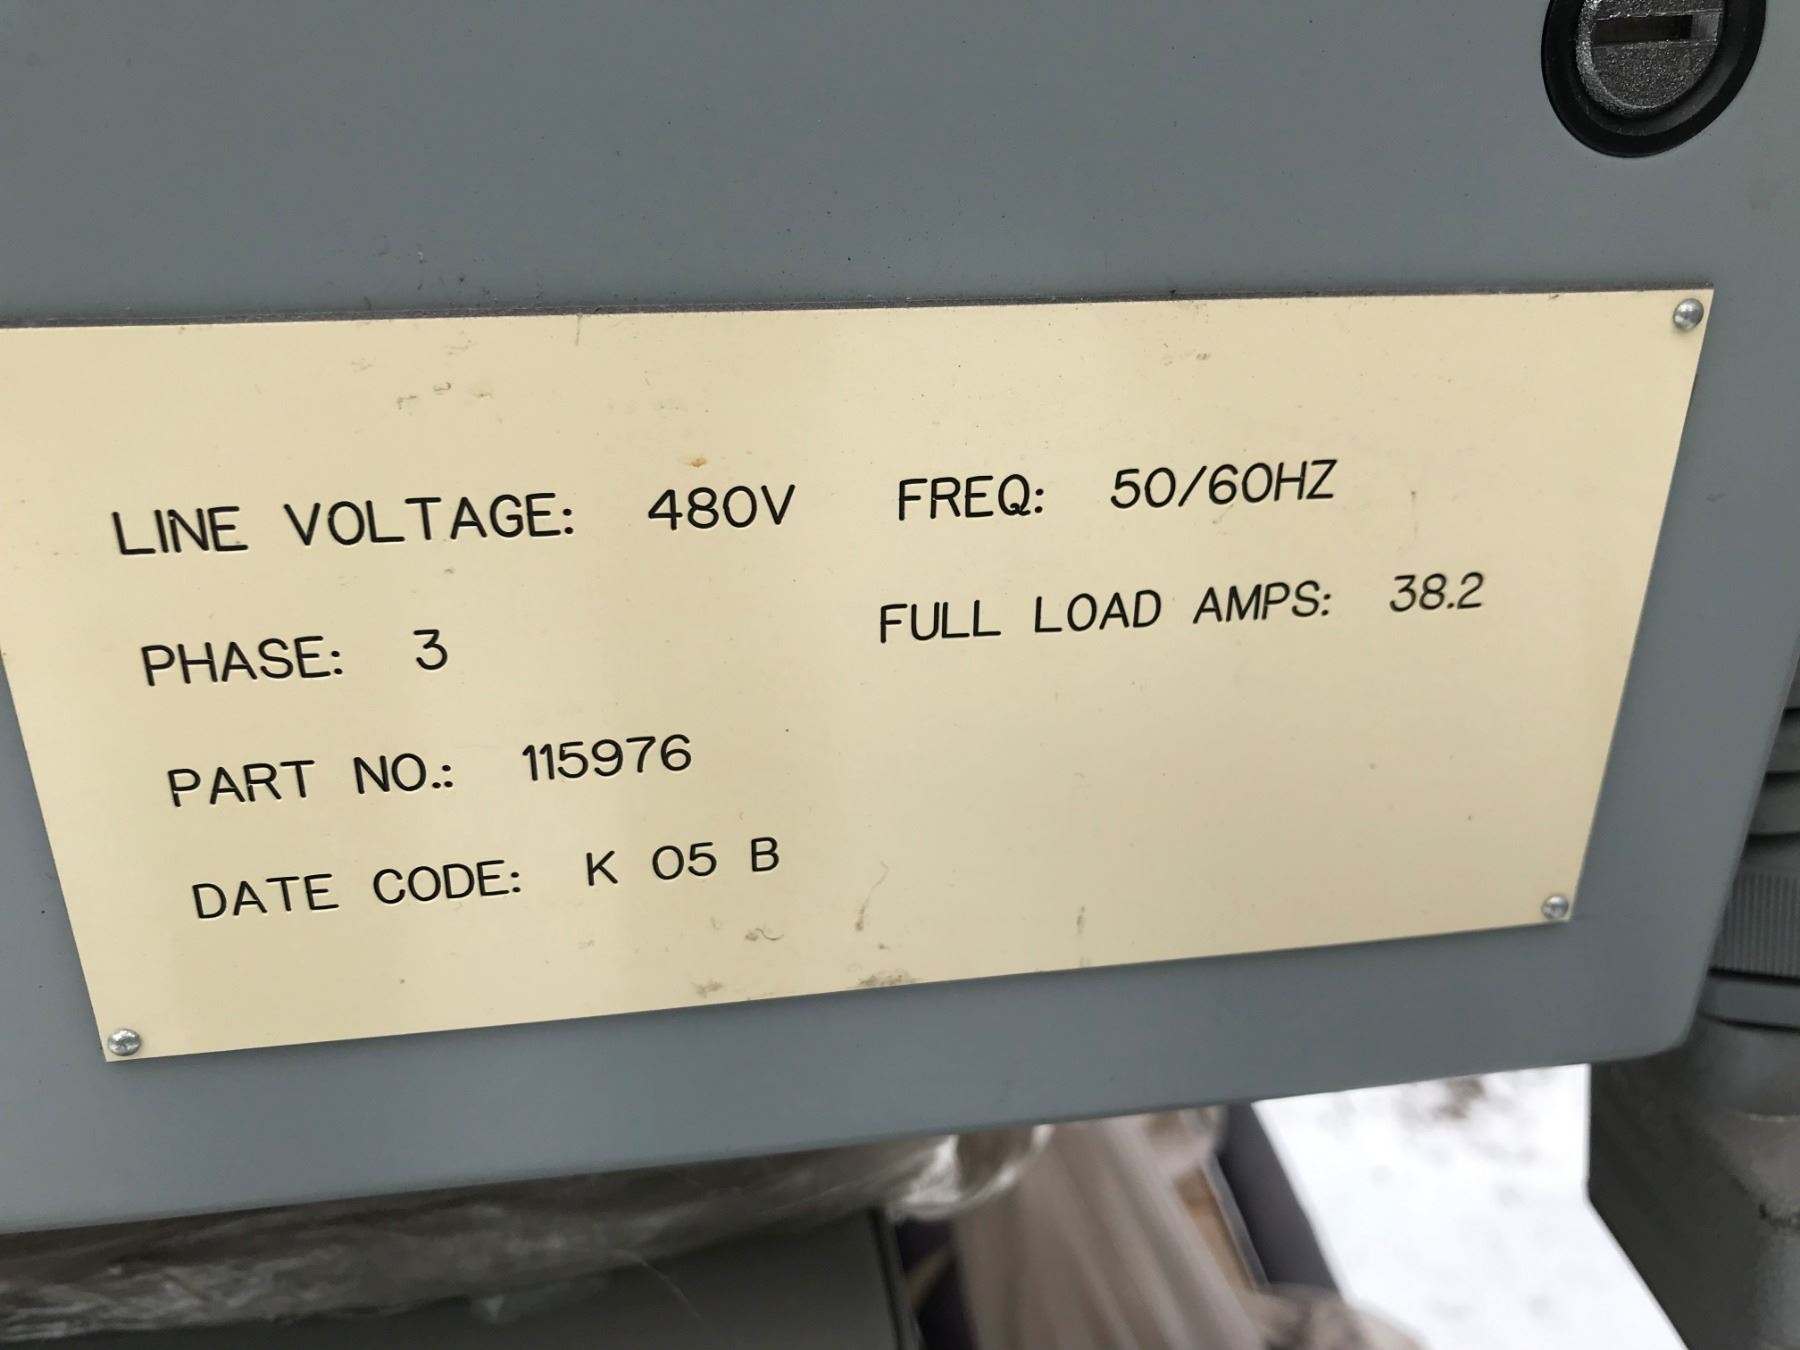 LINE VOLTAGE: 480V FREQ: 50/60HZ
PHASE: 3 FULL LOAD AMPS: 38.2
PART NO.: 115976
DATE CODE: K 05 B